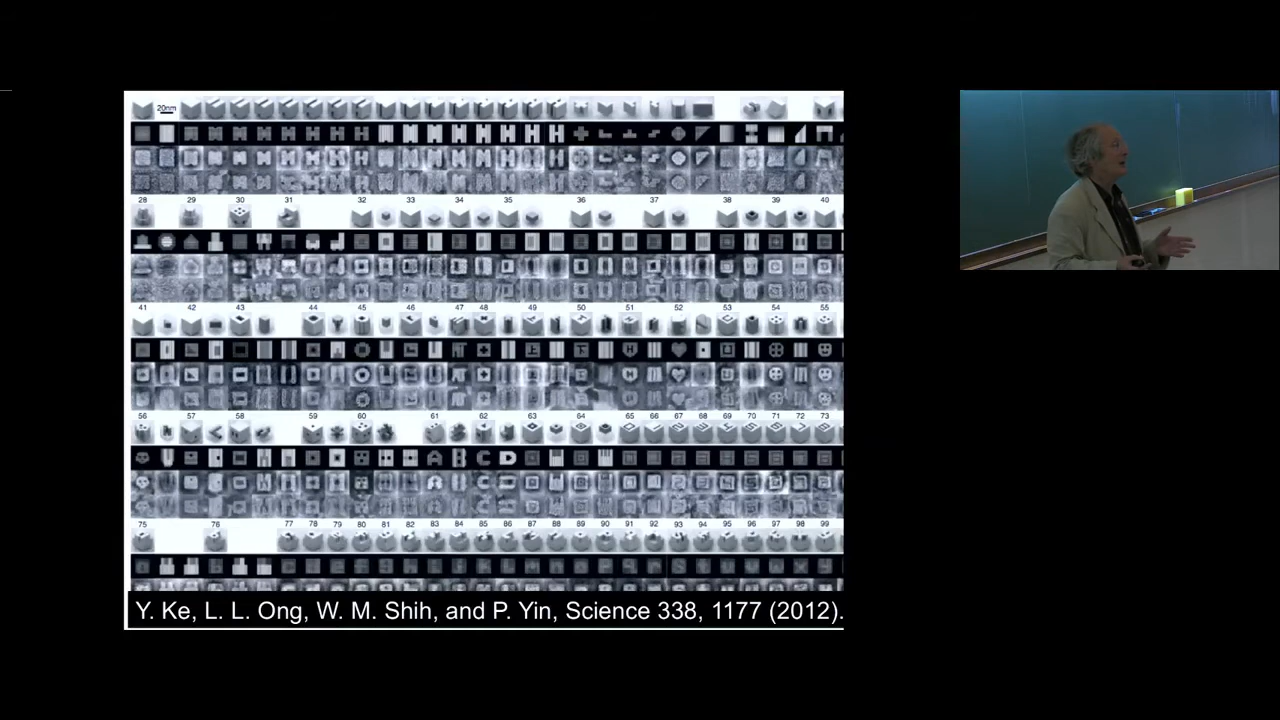 20nm
28 29 30 31 32 33 34 35 36 37 38 39 40
41 42 43 44 45 46 47 48 49 50 51 52 53 54 55
56 57 58 59 60 61 62 63 64 65 66 67 68 69 70 71 72 73
75 76 77 78 79 80 81 82 83 84 85 86 87 88 89 90 91 92 93 94 95 96 97 98 99
Y. Ke, L. L. Ong, W. M. Shih, and P. Yin, Science 338, 1177 (2012).